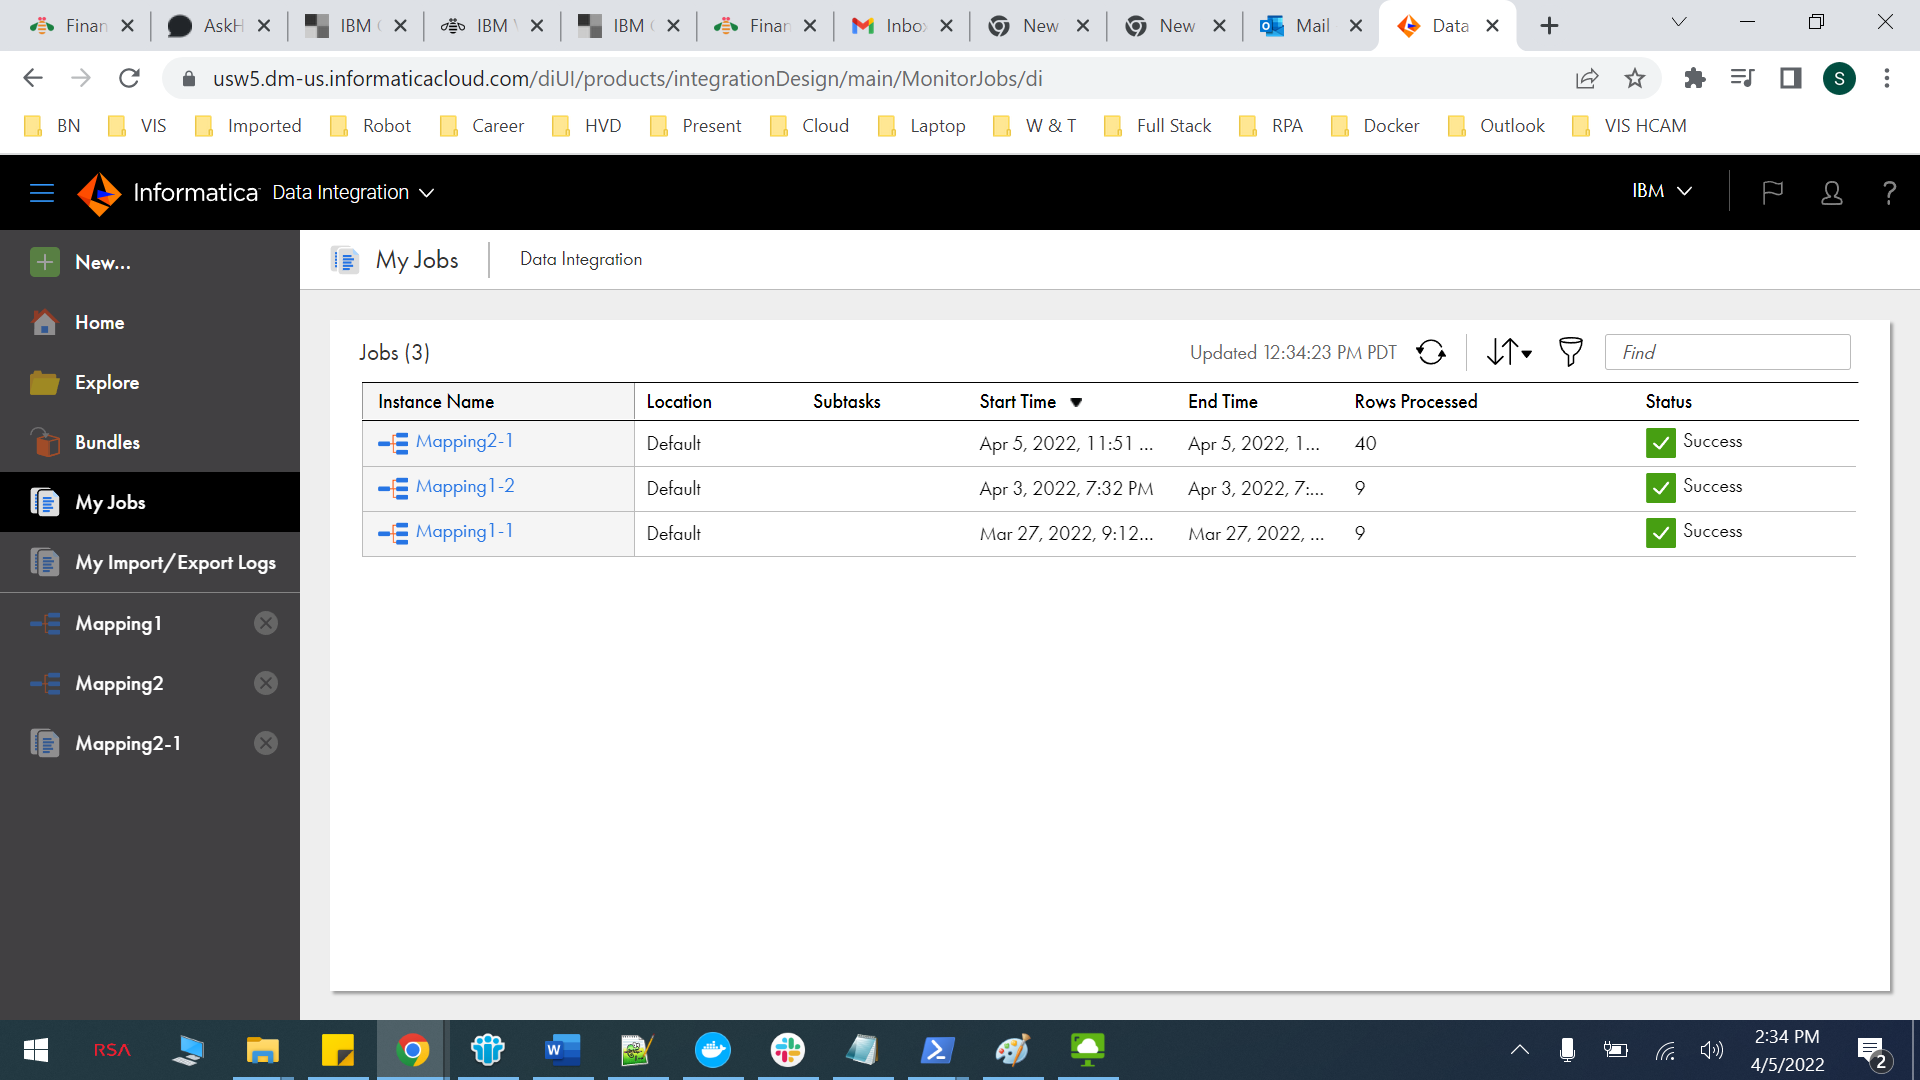 Finan AskH IBM IBM IBM Finan Inbo New New Mail Data
usw5.dm-us.informaticacloud.com/diUI/products/integrationDesign/main/MonitorJobs/di
S
BN VIS Imported Robot Career HVD Present Cloud Laptop W & T Full Stack RPA Docker Outlook VIS HCAM
Informatica Data Integration
IBM
?
New...
Home
Explore
Bundles
My Jobs
My Import/Export Logs
Mapping1
Mapping2
Mapping2-1
My Jobs Data Integration
Jobs (3) Updated 12:34:23 PM PDT Find
Instance Name Location Subtasks Start Time End Time Rows Processed Status
Mapping2-1 Default Apr 5, 2022, 11:51 ... Apr 5, 2022, 1... 40 Success
Mapping1-2 Default Apr 3, 2022, 7:32 PM Apr 3, 2022, 7:... 9 Success
Mapping1-1 Default Mar 27, 2022, 9:12... Mar 27, 2022, ... 9 Success
RSA
2:34 PM
4/5/2022
2